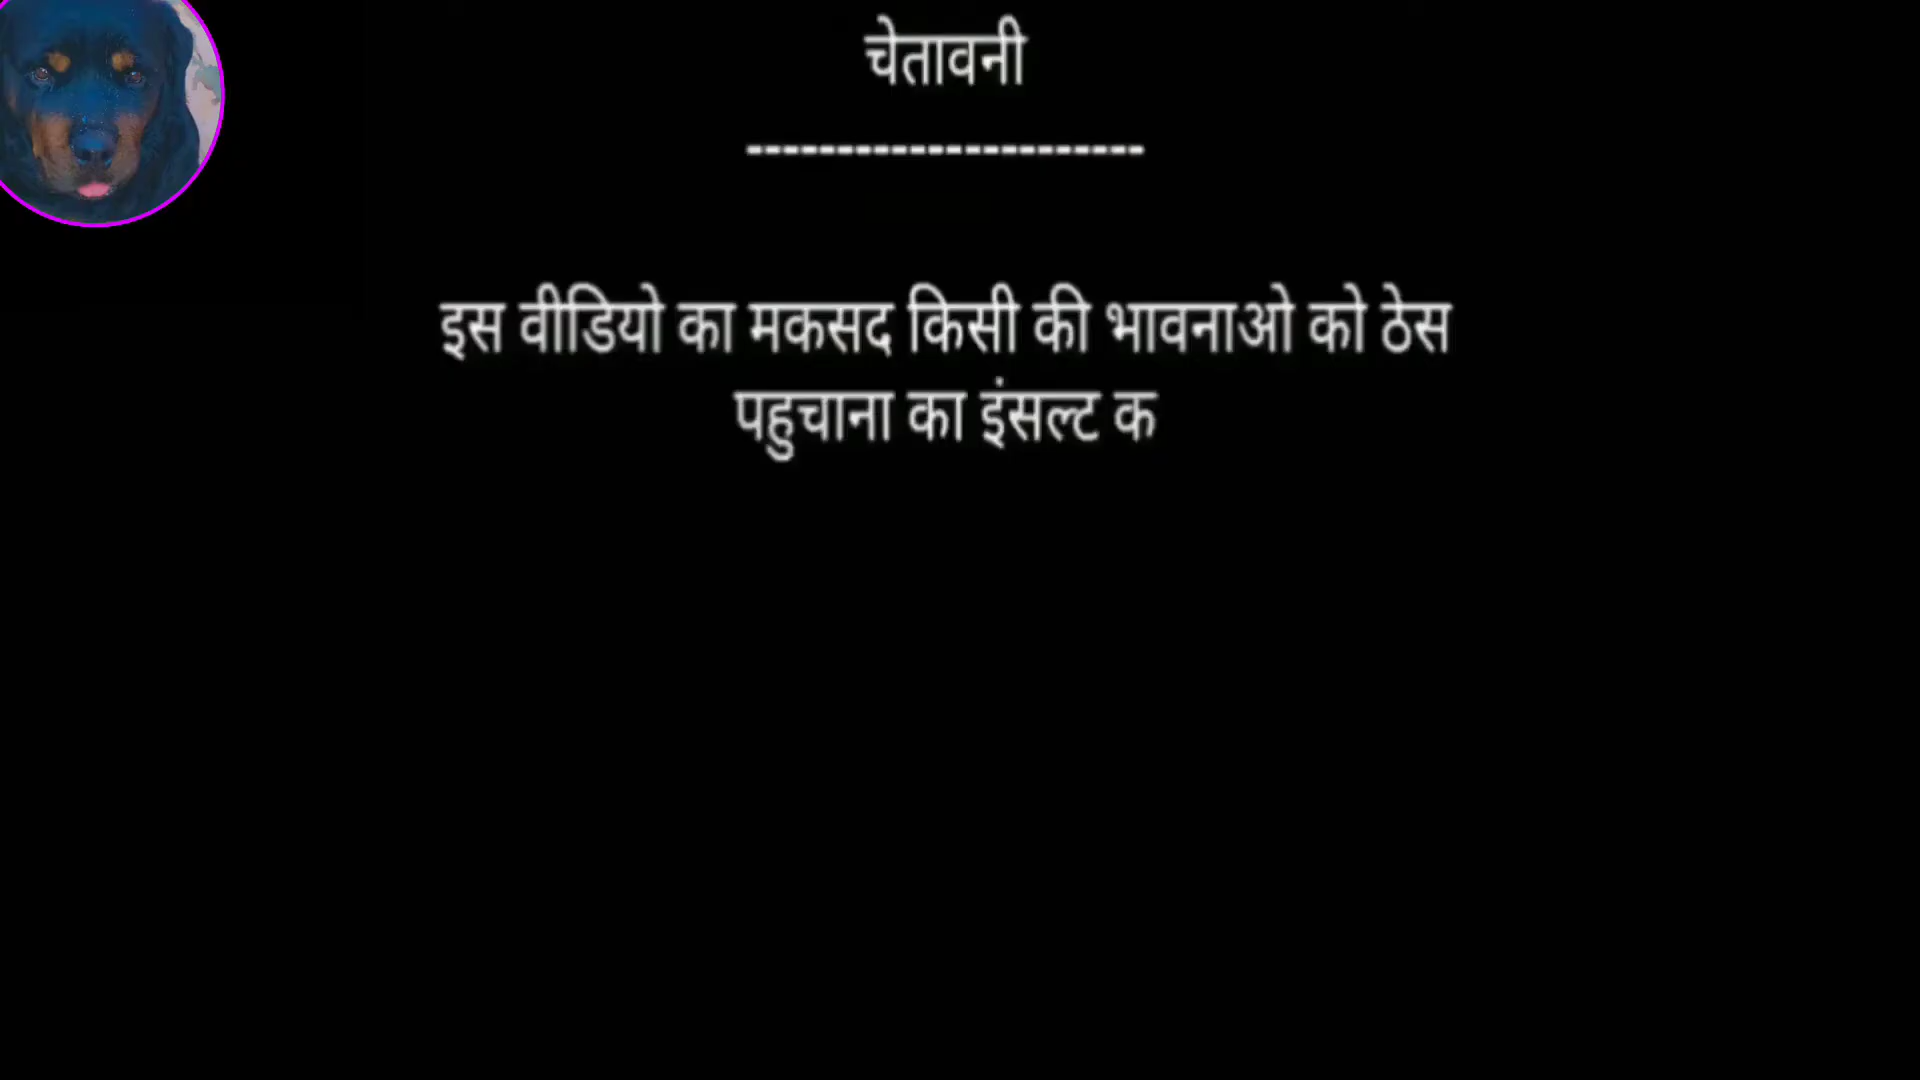 चेतावनी
----------------------
इस वीडियो का मकसद किसी की भावनाओ को ठेस
पहुचाना का इंसल्ट क